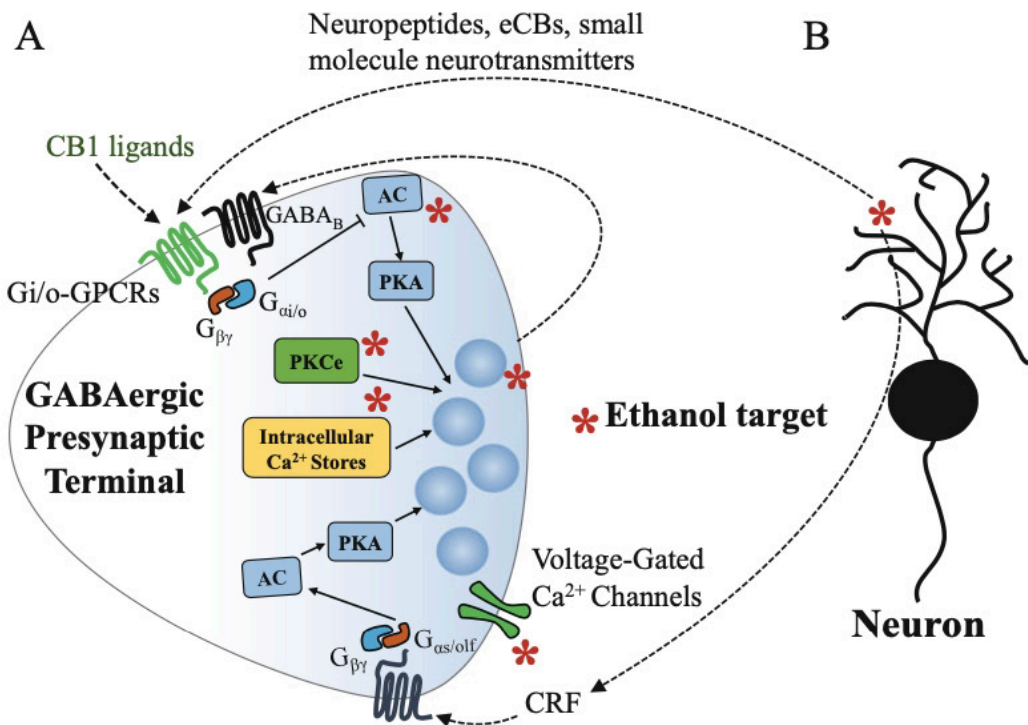 A
Neuropeptides, eCBs, small
molecule neurotransmitters
B
CB1 ligands
GABA_B
AC
*
*
Gi/o-GPCRs
G_βγ
G_αi/o
PKA
PKCe
*
*
*
GABAergic
Presynaptic
Terminal
Intracellular
Ca²⁺ Stores
* Ethanol target
PKA
AC
Voltage-Gated
Ca²⁺ Channels
*
G_βγ
G_αs/olf
Neuron
CRF